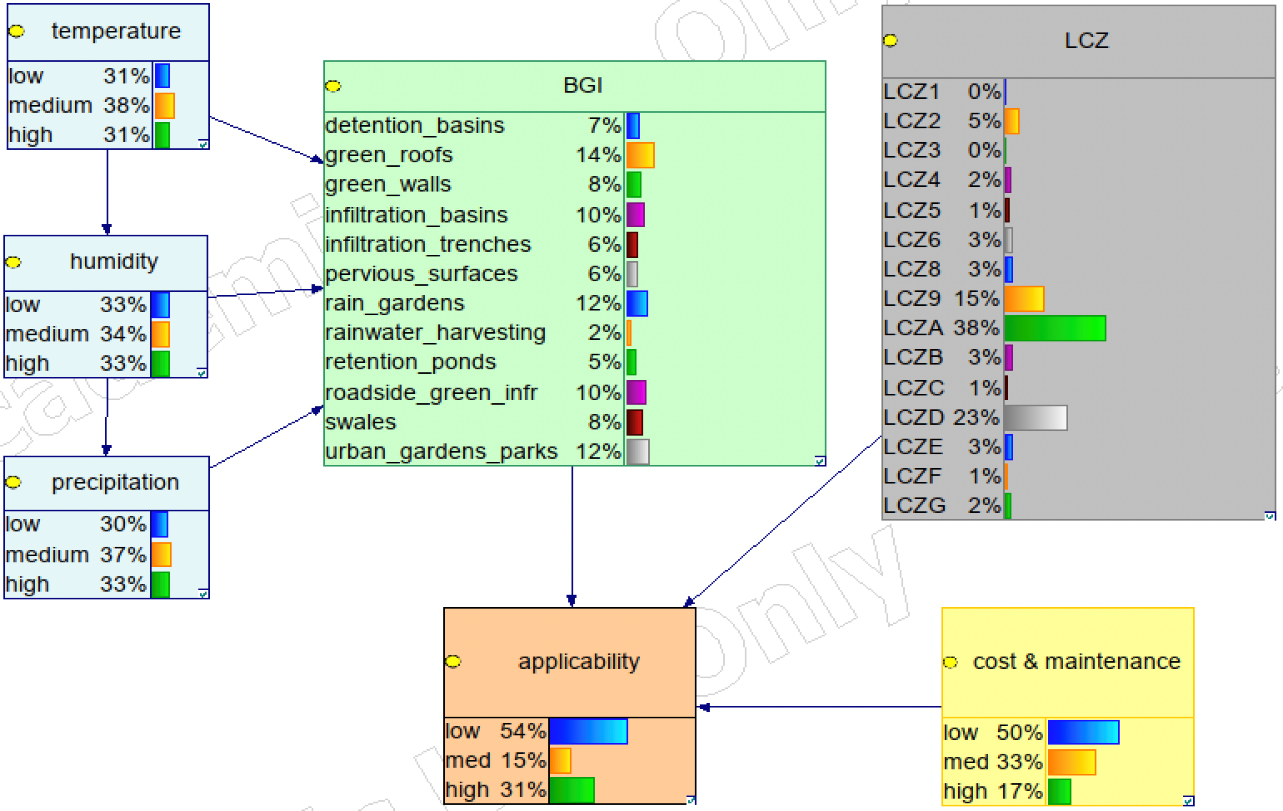 temperature
low 31%
medium 38%
high 31%
humidity
low 33%
medium 34%
high 33%
precipitation
low 30%
medium 37%
high 33%
BGI
detention_basins 7%
green_roofs 14%
green_walls 8%
infiltration_basins 10%
infiltration_trenches 6%
pervious_surfaces 6%
rain_gardens 12%
rainwater_harvesting 2%
retention_ponds 5%
roadside_green_infr 10%
swales 8%
urban_gardens_parks 12%
LCZ
LCZ1 0%
LCZ2 5%
LCZ3 0%
LCZ4 2%
LCZ5 1%
LCZ6 3%
LCZ8 3%
LCZ9 15%
LCZA 38%
LCZB 3%
LCZC 1%
LCZD 23%
LCZE 3%
LCZF 1%
LCZG 2%
applicability
low 54%
med 15%
high 31%
cost & maintenance
low 50%
med 33%
high 17%
only